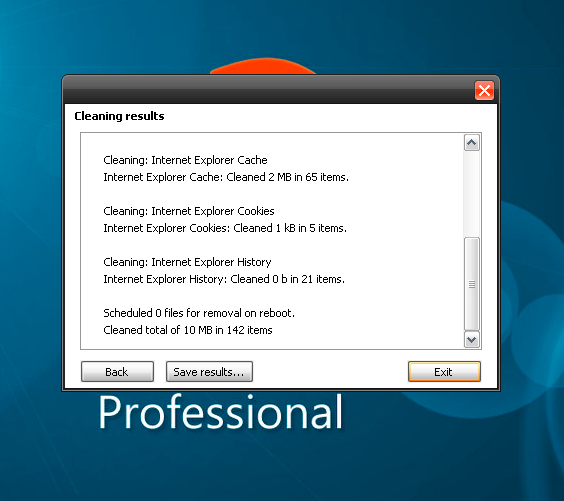 Cleaning results
Cleaning: Internet Explorer Cache
Internet Explorer Cache: Cleaned 2 MB in 65 items.
Cleaning: Internet Explorer Cookies
Internet Explorer Cookies: Cleaned 1 kB in 5 items.
Cleaning: Internet Explorer History
Internet Explorer History: Cleaned 0 b in 21 items.
Scheduled 0 files for removal on reboot.
Cleaned total of 10 MB in 142 items
Back
Save results...
Exit
Professional